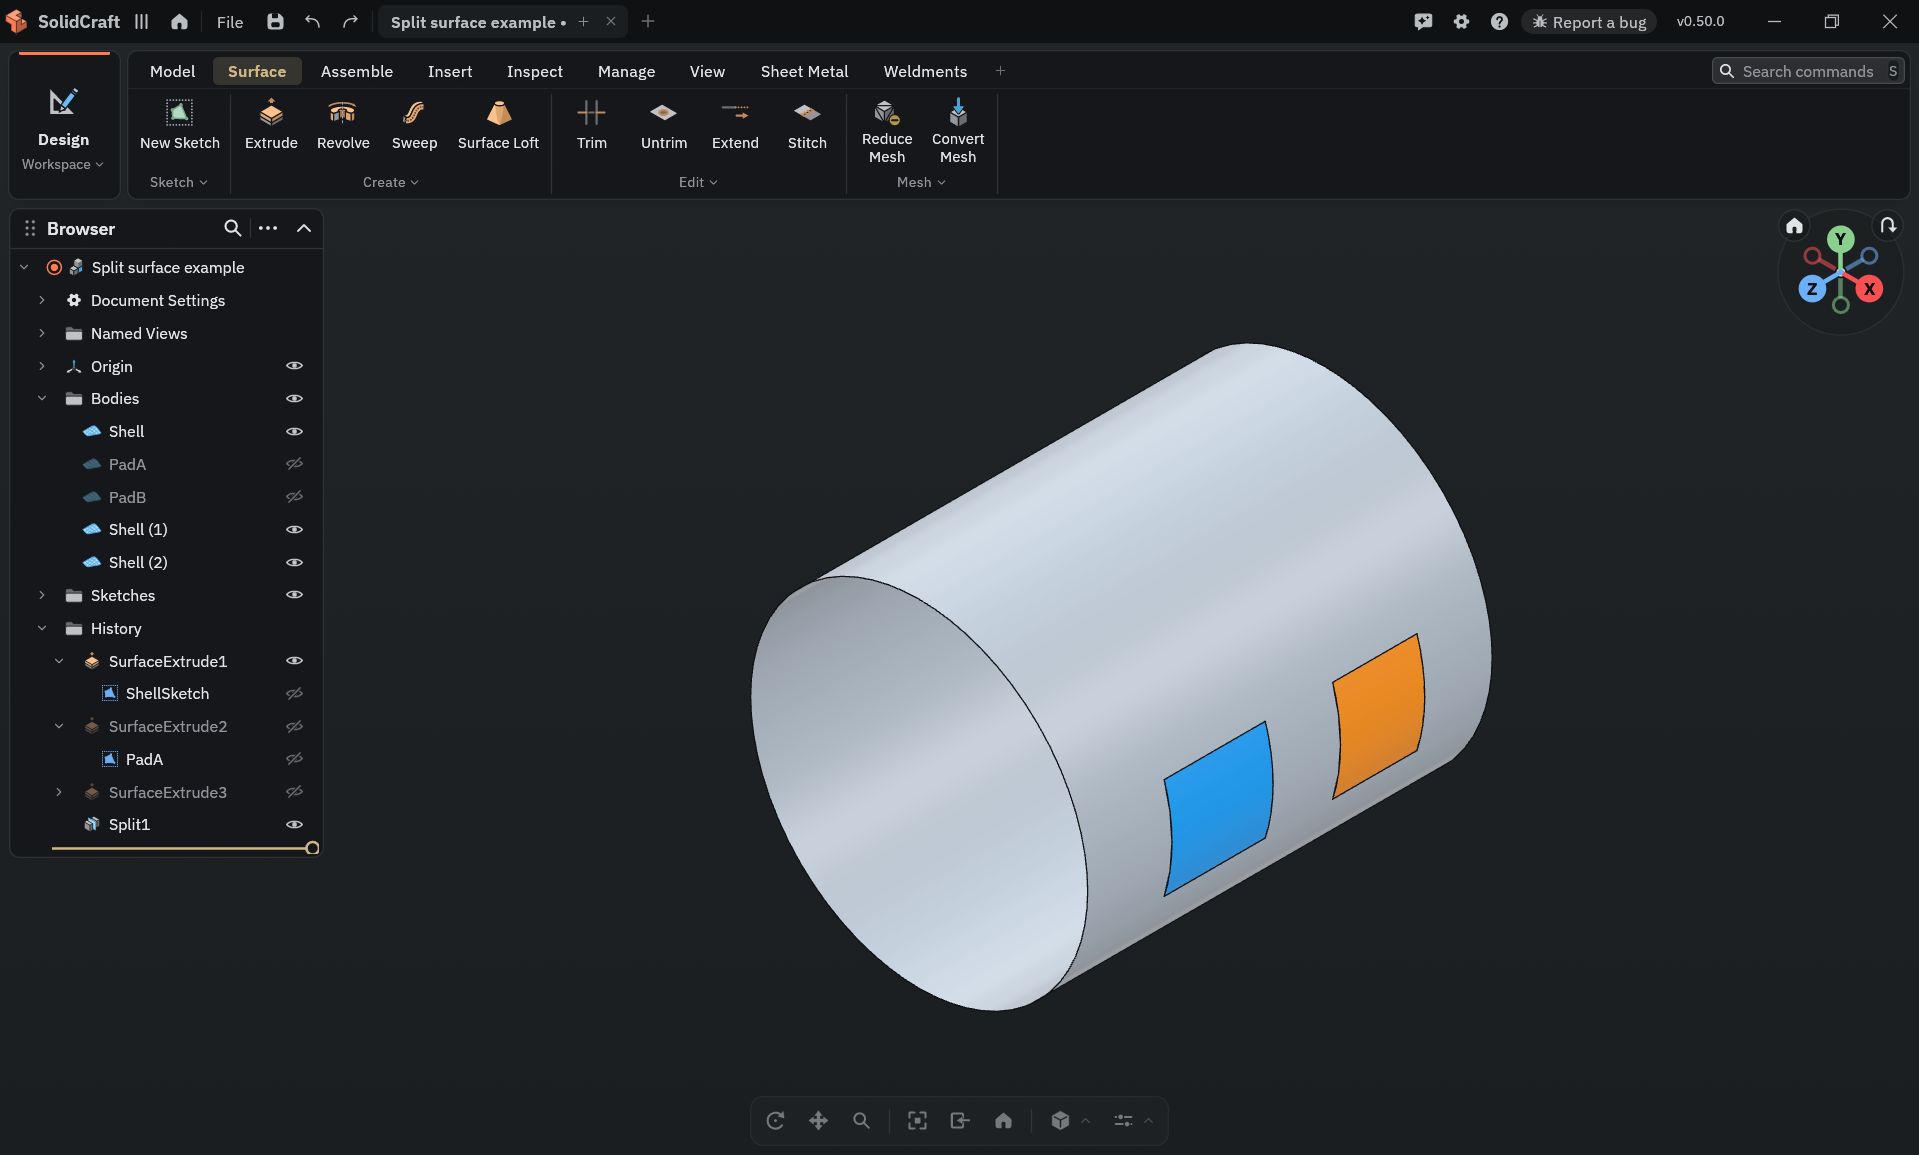 SolidCraft
File
Split surface example •
Report a bug
v0.50.0
Design
Workspace
Model
Surface
Assemble
Insert
Inspect
Manage
View
Sheet Metal
Weldments
Search commands
S
New Sketch
Extrude
Revolve
Sweep
Surface Loft
Trim
Untrim
Extend
Stitch
Reduce
Mesh
Convert
Mesh
Sketch
Create
Edit
Mesh
Browser
Split surface example
Document Settings
Named Views
Origin
Bodies
Shell
PadA
PadB
Shell (1)
Shell (2)
Sketches
History
SurfaceExtrude1
ShellSketch
SurfaceExtrude2
PadA
SurfaceExtrude3
Split1
Y
Z
X